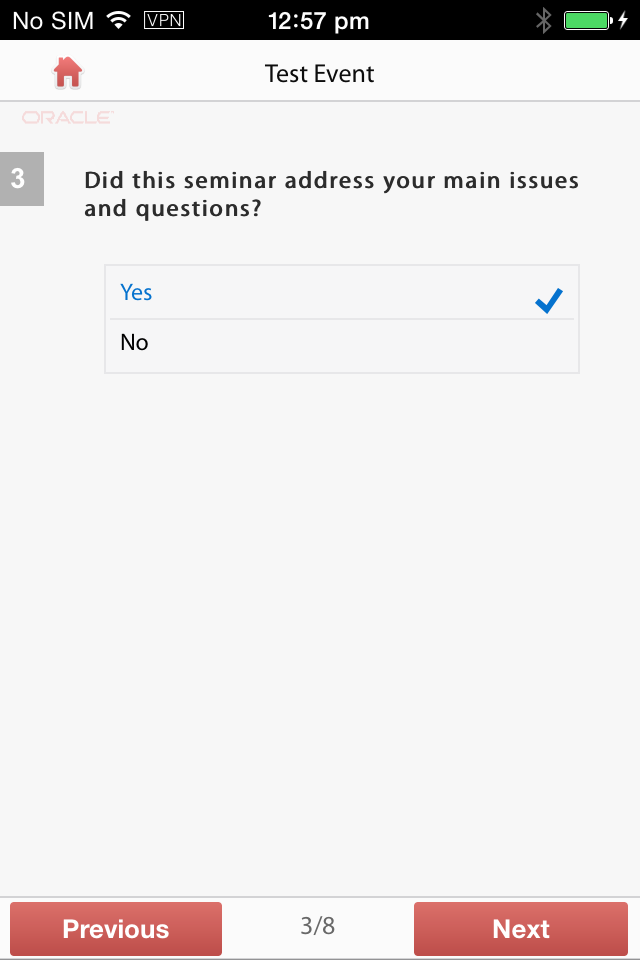 No SIM VPN 12:57 pm
Test Event
ORACLE
3
Did this seminar address your main issues
and questions?
Yes
No
Previous 3/8 Next